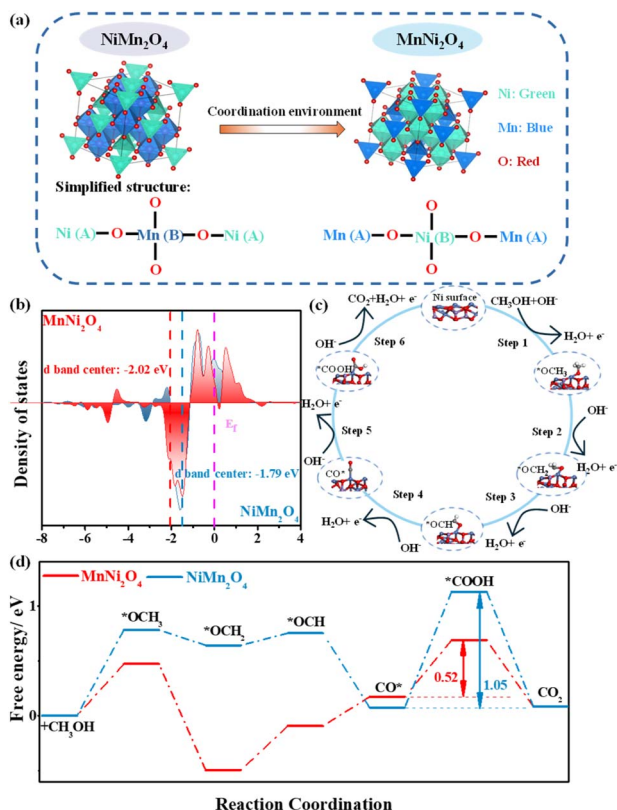 (a)
NiMn2O4
MnNi2O4
Coordination environment
Ni: Green
Mn: Blue
O: Red
Simplified structure:
O
Ni (A) O Mn (B) O Ni (A)
O
O
Mn (A) O Ni (B) O Mn (A)
O
(b)
MnNi2O4
d band center: -2.02 eV
Ef
d band center: -1.79 eV
NiMn2O4
Density of states
-8 -6 -4 -2 0 2 4
(c)
Ni surface
CH3OH+OH-
Step 1
H2O+ e-
*OCH3
OH-
Step 2
H2O+ e-
*OCH2
OH-
Step 3
H2O+ e-
*OCH
OH-
Step 4
H2O+ e-
CO*
OH-
Step 5
H2O+ e-
*COOH
OH-
Step 6
CO2+H2O+ e-
(d)
MnNi2O4
NiMn2O4
Free energy/ eV
1
0
+CH3OH
*OCH3
*OCH2
*OCH
CO*
*COOH
0.52
1.05
CO2
Reaction Coordination